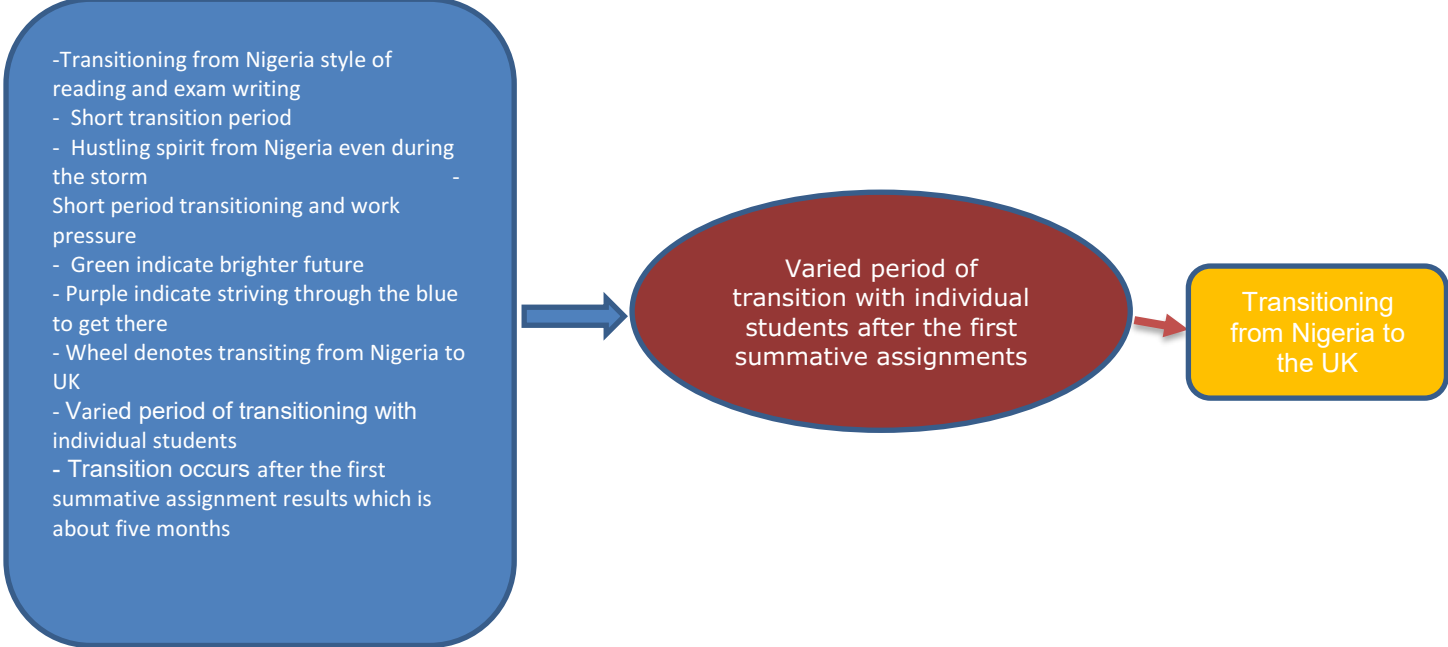 -Transitioning from Nigeria style of
reading and exam writing
- Short transition period
- Hustling spirit from Nigeria even during
the storm -
Short period transitioning and work
pressure
- Green indicate brighter future
- Purple indicate striving through the blue
to get there
- Wheel denotes transiting from Nigeria to
UK
- Varied period of transitioning with
individual students
- Transition occurs after the first
summative assignment results which is
about five months
Varied period of
transition with individual
students after the first
summative assignments
Transitioning
from Nigeria to
the UK